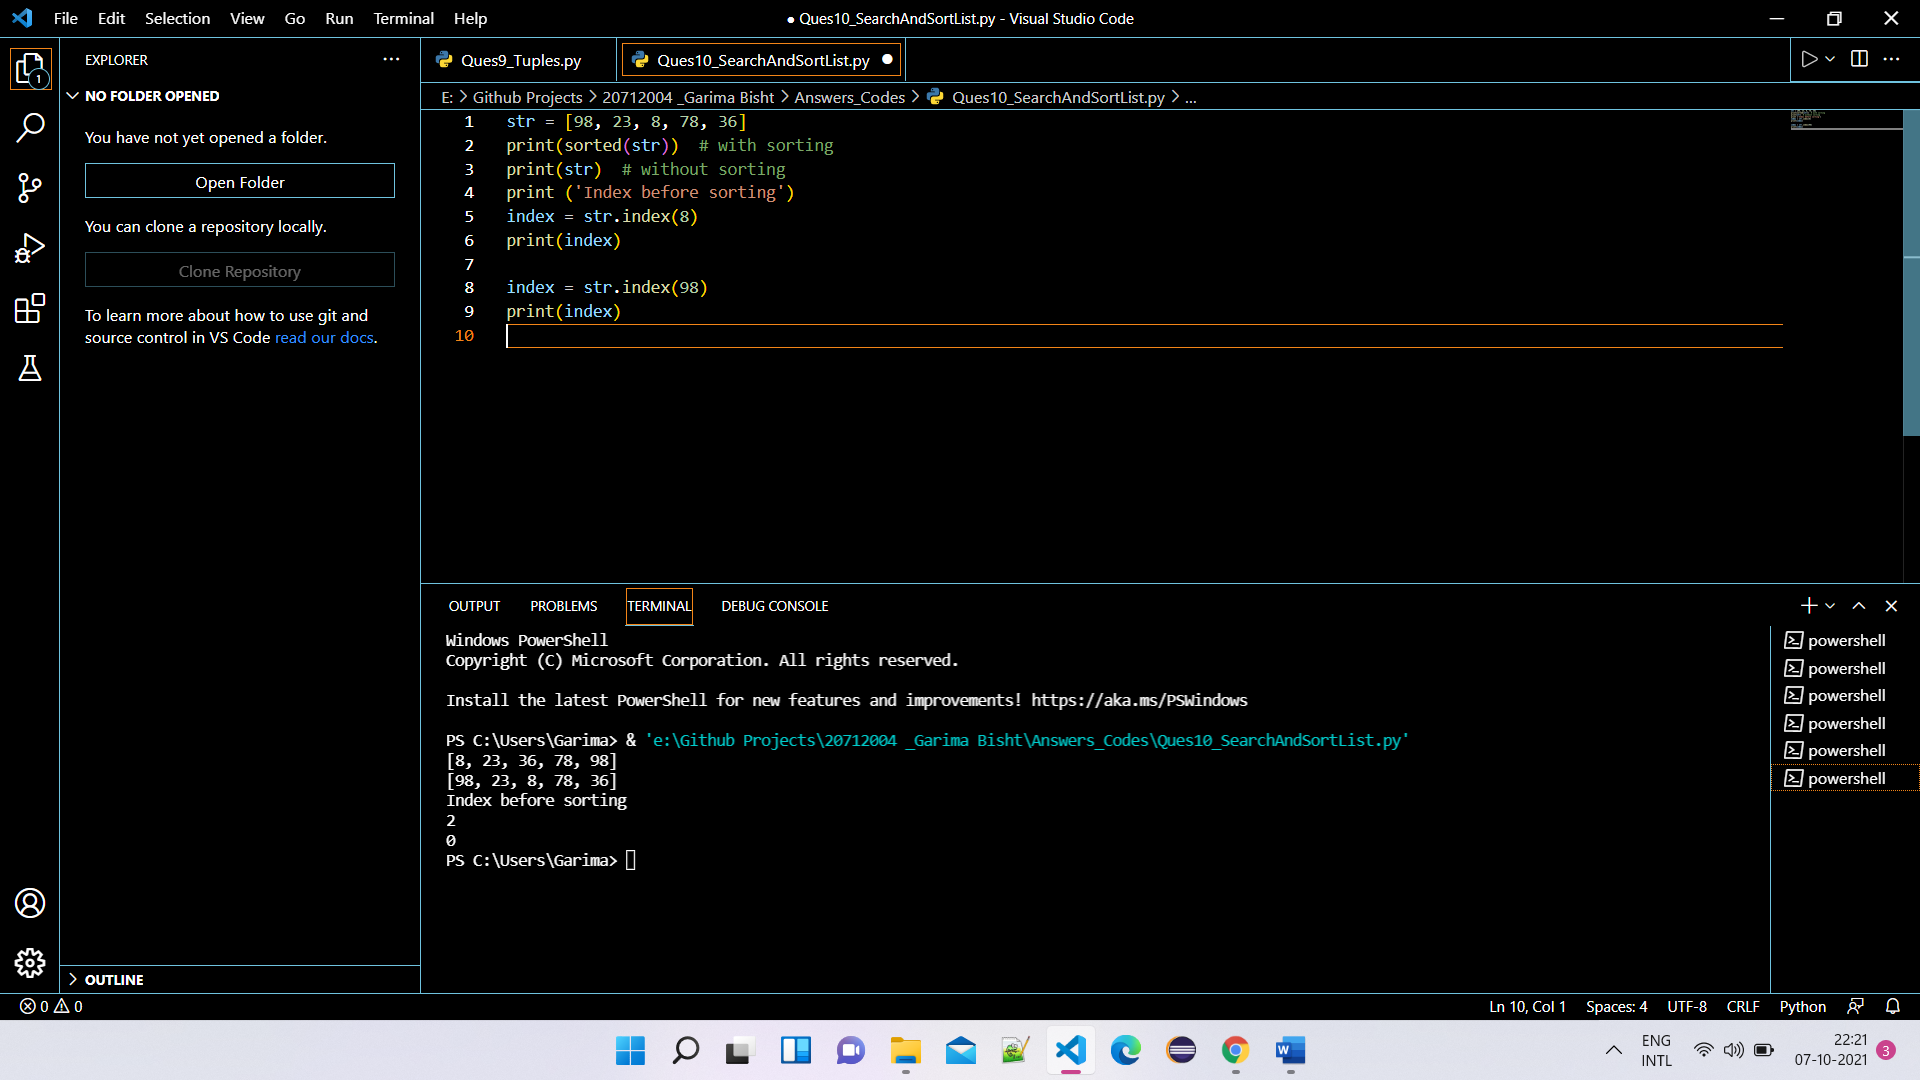 File Edit Selection View Go Run Terminal Help
● Ques10_SearchAndSortList.py - Visual Studio Code
EXPLORER
1
NO FOLDER OPENED
You have not yet opened a folder.
Open Folder
You can clone a repository locally.
Clone Repository
To learn more about how to use git and
source control in VS Code read our docs.
OUTLINE
Ques9_Tuples.py
Ques10_SearchAndSortList.py
E: > Github Projects > 20712004 _Garima Bisht > Answers_Codes > Ques10_SearchAndSortList.py > ...
1 str = [98, 23, 8, 78, 36]
2 print(sorted(str))  # with sorting
3 print(str)  # without sorting
4 print ('Index before sorting')
5 index = str.index(8)
6 print(index)
7
8 index = str.index(98)
9 print(index)
10
OUTPUT PROBLEMS TERMINAL DEBUG CONSOLE
Windows PowerShell
Copyright (C) Microsoft Corporation. All rights reserved.
Install the latest PowerShell for new features and improvements! https://aka.ms/PSWindows
PS C:\Users\Garima> & 'e:\Github Projects\20712004 _Garima Bisht\Answers_Codes\Ques10_SearchAndSortList.py'
[8, 23, 36, 78, 98]
[98, 23, 8, 78, 36]
Index before sorting
2
0
PS C:\Users\Garima>
powershell
powershell
powershell
powershell
powershell
powershell
0 0
Ln 10, Col 1 Spaces: 4 UTF-8 CRLF Python
ENG
INTL
22:21
07-10-2021
3